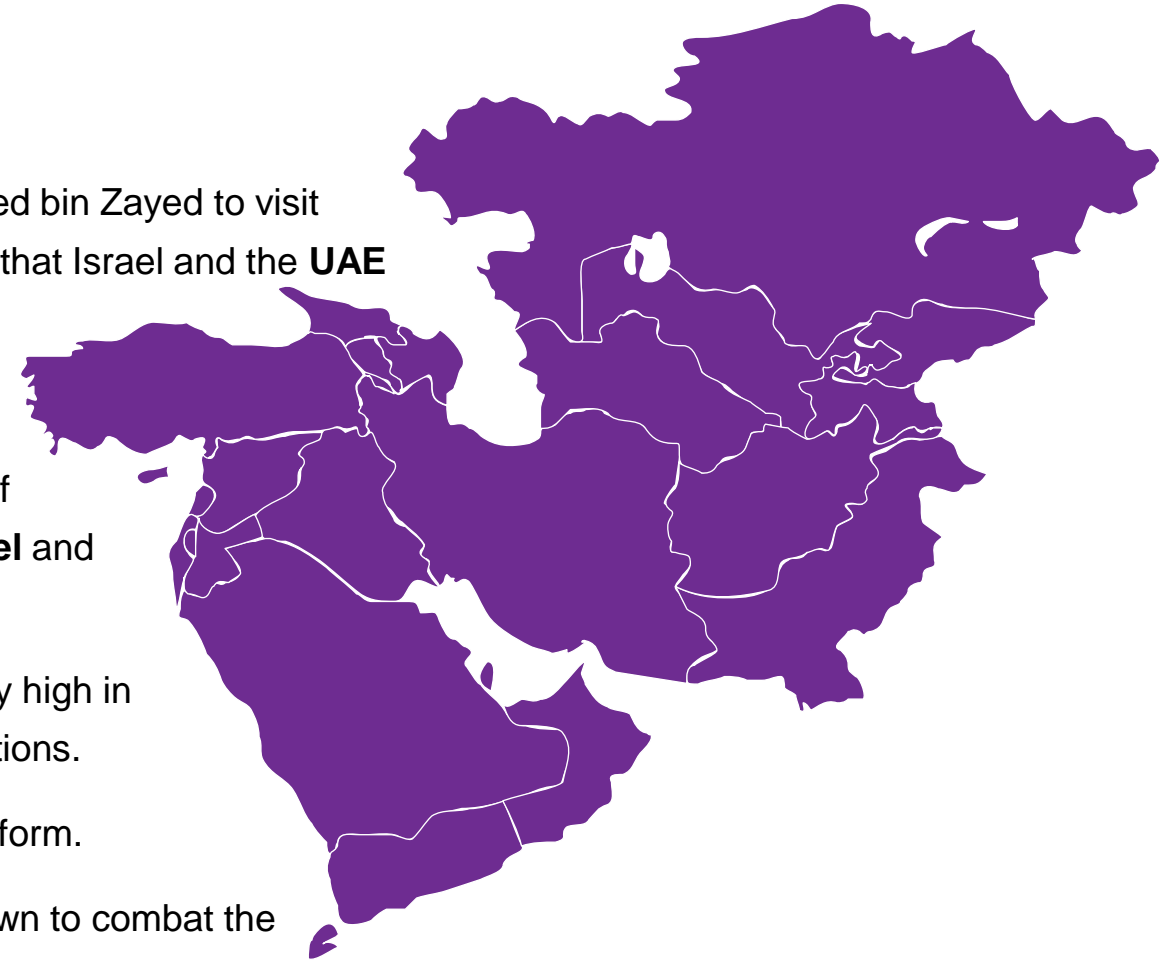 ed bin Zayed to visit
that Israel and the UAE
f
el and
y high in
tions.
form.
wn to combat the